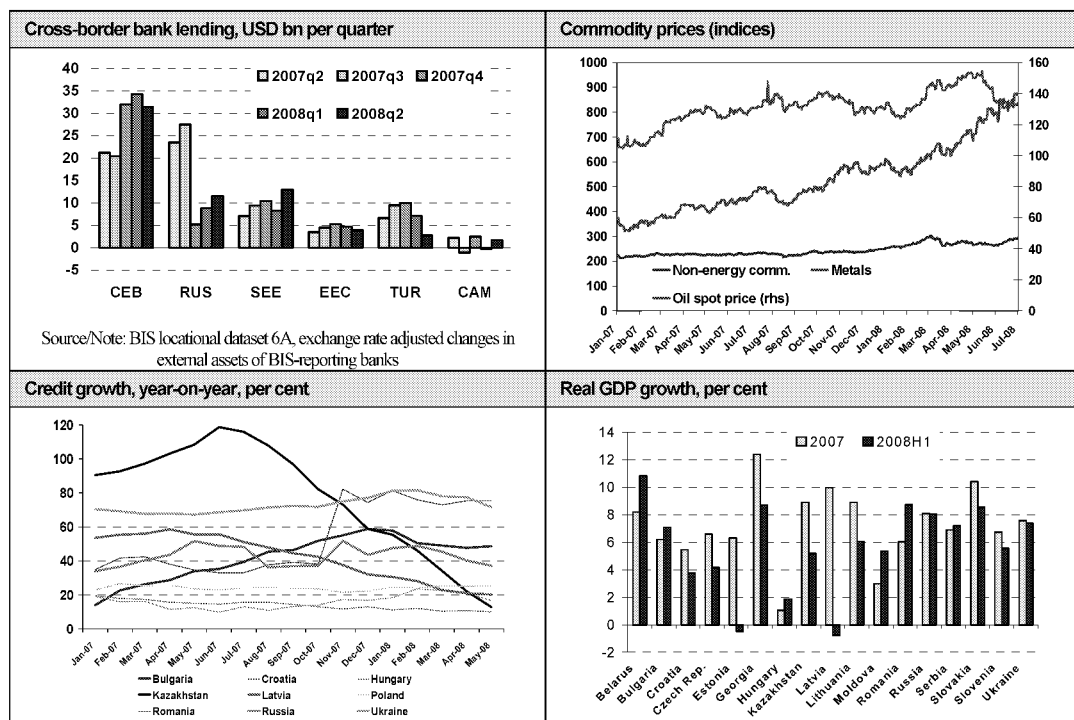 Cross-border bank lending, USD bn per quarter
40
35
30
25
20
15
10
5
0
-5
2007q2 2007q3 2007q4
2008q1 2008q2
CEB RUS SEE EEC TUR CAM
Source/Note: BIS locational dataset 6A, exchange rate adjusted changes in
external assets of BIS-reporting banks
Commodity prices (indices)
1000
900
800
700
600
500
400
300
200
100
0
160
140
120
100
80
60
40
20
0
Non-energy comm. Metals
Oil spot price (rhs)
Jan-07 Feb-07 Mar-07 Apr-07 May-07 Jun-07 Jul-07 Aug-07 Sep-07 Oct-07 Nov-07 Dec-07 Jan-08 Feb-08 Mar-08 Apr-08 May-08 Jun-08 Jul-08
Credit growth, year-on-year, per cent
120
100
80
60
40
20
0
Jan-07 Feb-07 Mar-07 Apr-07 May-07 Jun-07 Jul-07 Aug-07 Sep-07 Oct-07 Nov-07 Dec-07 Jan-08 Feb-08 Mar-08 Apr-08 May-08
Bulgaria Croatia Hungary
Kazakhstan Latvia Poland
Romania Russia Ukraine
Real GDP growth, per cent
14
12
10
8
6
4
2
0
-2
2007 2008H1
Belarus Bulgaria Croatia Czech Rep. Estonia Georgia Hungary Kazakhstan Latvia Lithuania Moldova Romania Russia Serbia Slovakia Slovenia Ukraine